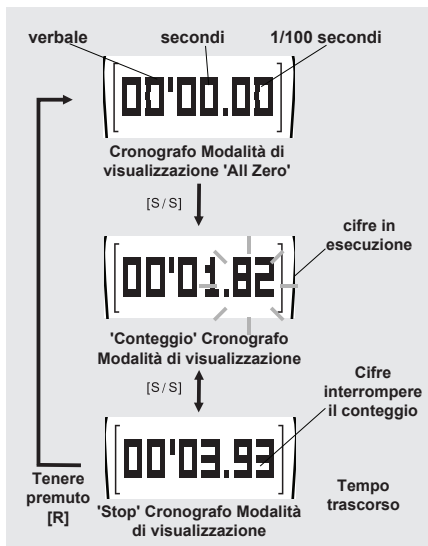 verbale secondi 1/100 secondi
00'00.00
Cronografo Modalità di
visualizzazione 'All Zero'
[S/S]
cifre in
esecuzione
00'01.82
'Conteggio' Cronografo
Modalità di visualizzazione
[S/S]
Cifre
interrompere
il conteggio
00'03.93
Tenere
premuto
[R]
'Stop' Cronografo Modalità
di visualizzazione
Tempo
trascorso